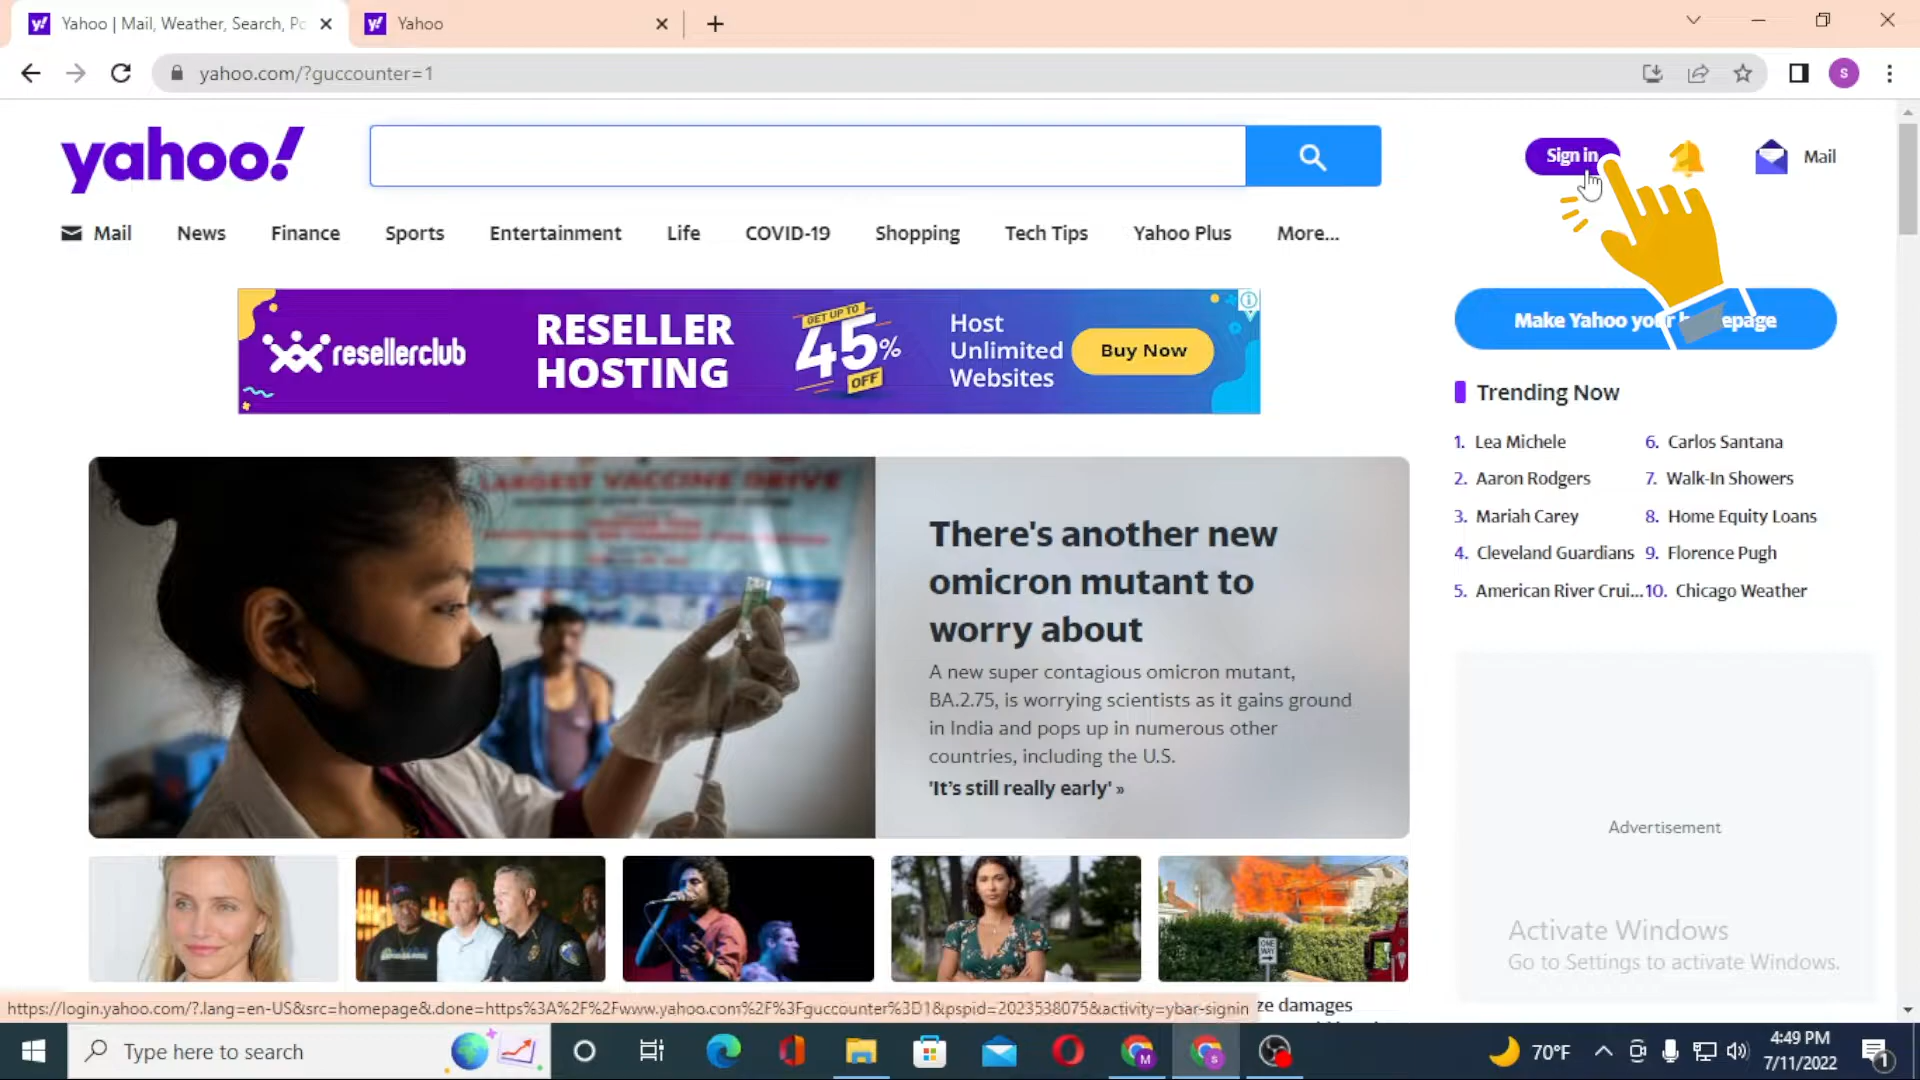 Yahoo | Mail, Weather, Search, Po
Yahoo
yahoo.com/?guccounter=1
S
yahoo!
Sign in
Mail
Mail
News
Finance
Sports
Entertainment
Life
COVID-19
Shopping
Tech Tips
Yahoo Plus
More...
resellerclub
RESELLER
HOSTING
GET UP TO
45%
OFF
Host
Unlimited
Websites
Buy Now
Make Yahoo your epage
Trending Now
1. Lea Michele
2. Aaron Rodgers
3. Mariah Carey
4. Cleveland Guardians
5. American River Crui...
6. Carlos Santana
7. Walk-In Showers
8. Home Equity Loans
9. Florence Pugh
10. Chicago Weather
LARGEST VACCINE DRIVE
There's another new
omicron mutant to
worry about
A new super contagious omicron mutant,
BA.2.75, is worrying scientists as it gains ground
in India and pops up in numerous other
countries, including the U.S.
'It's still really early' »
Advertisement
ONE WAY
Activate Windows
Go to Settings to activate Windows.
https://login.yahoo.com/?.lang=en-US&src=homepage&.done=https%3A%2F%2Fwww.yahoo.com%2F%3Fguccounter%3D1&pspid=2023538075&activity=ybar-signin
ze damages
Type here to search
M
S
70°F
4:49 PM
7/11/2022
1